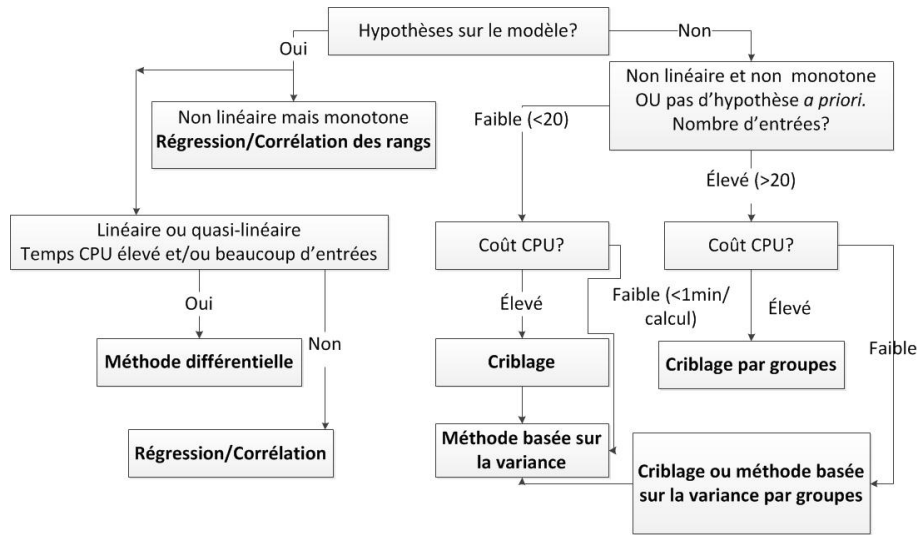 Hypothèses sur le modèle?
Oui
Non
Non linéaire et non monotone
OU pas d'hypothèse a priori.
Nombre d'entrées?
Non linéaire mais monotone
Régression/Corrélation des rangs
Faible (<20)
Élevé (>20)
Linéaire ou quasi-linéaire
Temps CPU élevé et/ou beaucoup d'entrées
Coût CPU?
Coût CPU?
Oui
Non
Élevé
Faible (<1min/
calcul)
Élevé
Faible
Méthode différentielle
Criblage
Criblage par groupes
Régression/Corrélation
Méthode basée sur
la variance
Criblage ou méthode basée
sur la variance par groupes